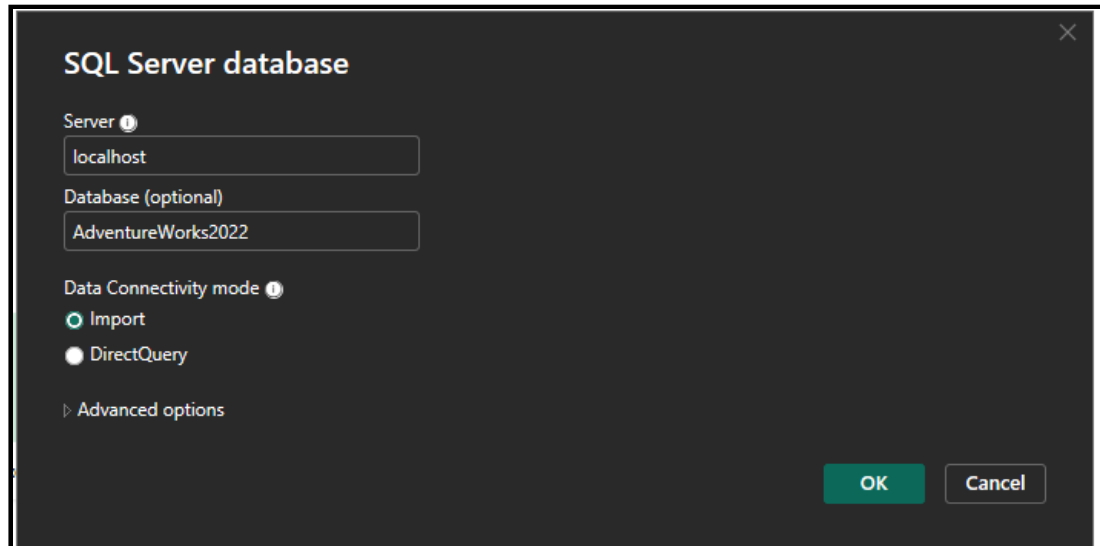 SQL Server database
Server
localhost
Database (optional)
AdventureWorks2022
Data Connectivity mode
Import
DirectQuery
Advanced options
OK Cancel